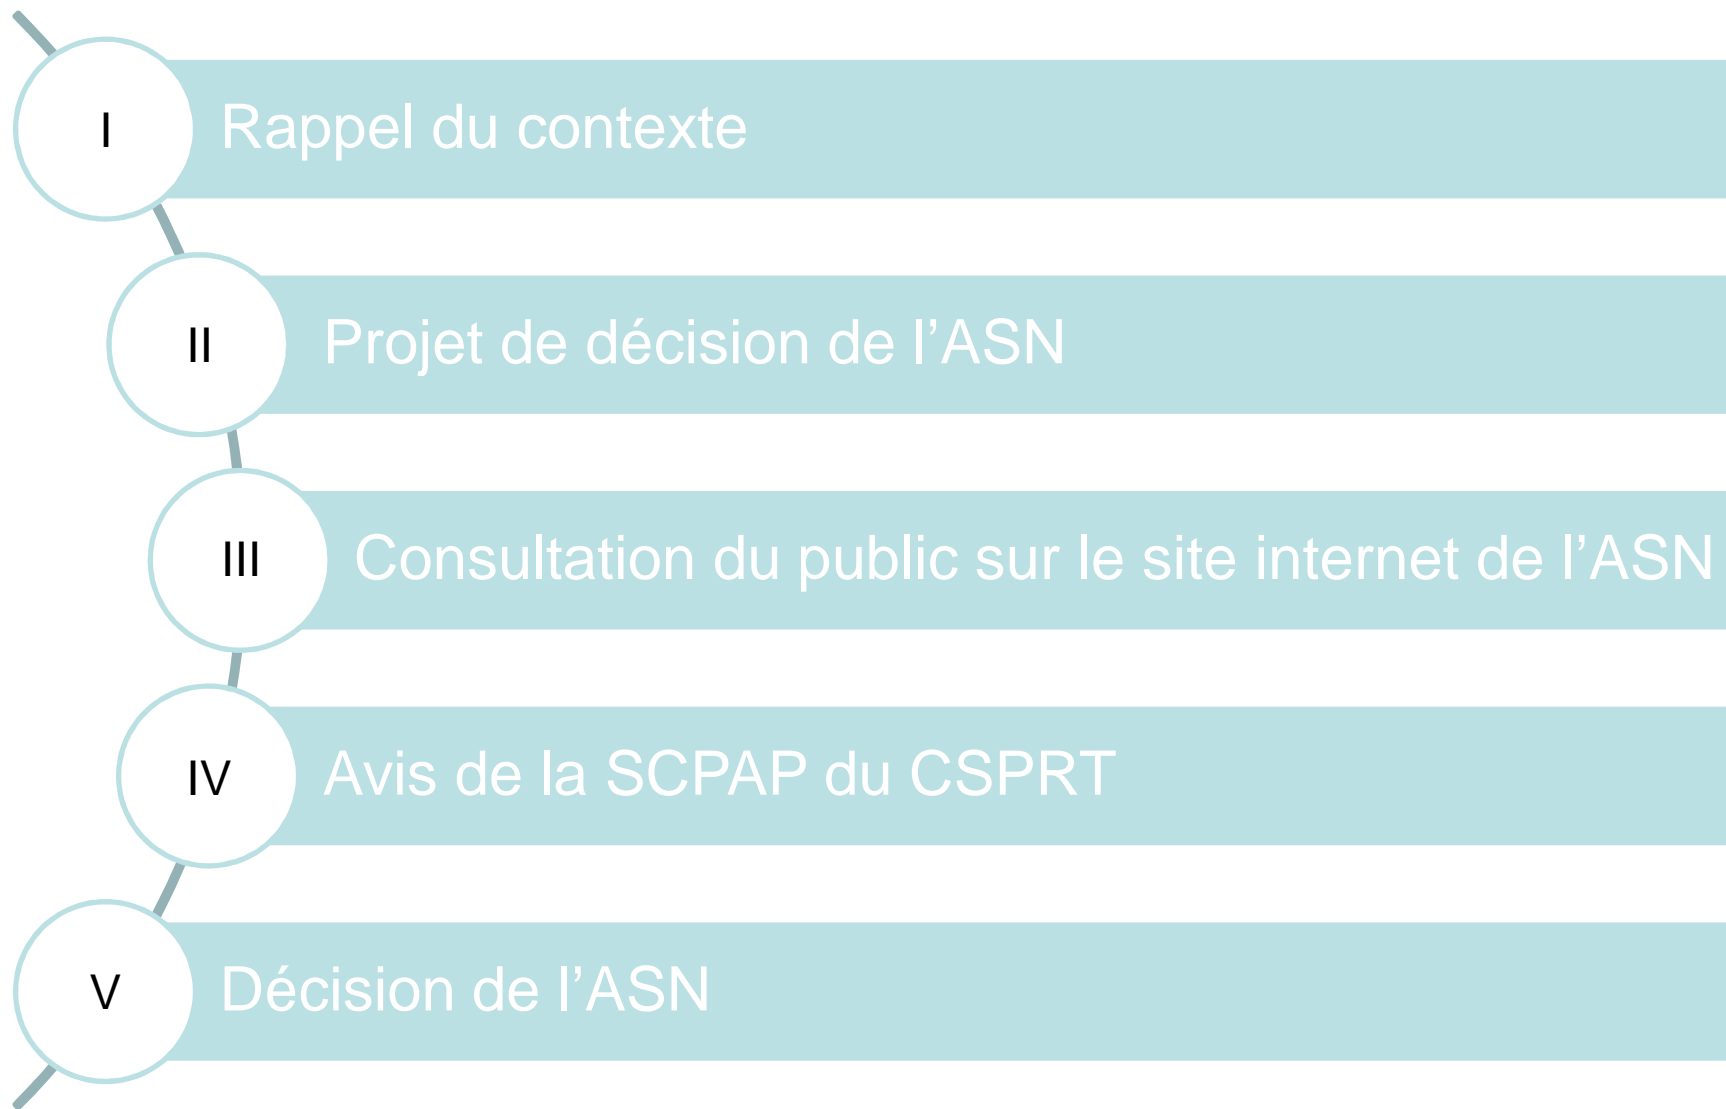 I
Rappel du contexte
II
Projet de décision de l’ASN
III
Consultation du public sur le site internet de l’ASN
IV
Avis de la SCPAP du CSPRT
V
Décision de l’ASN